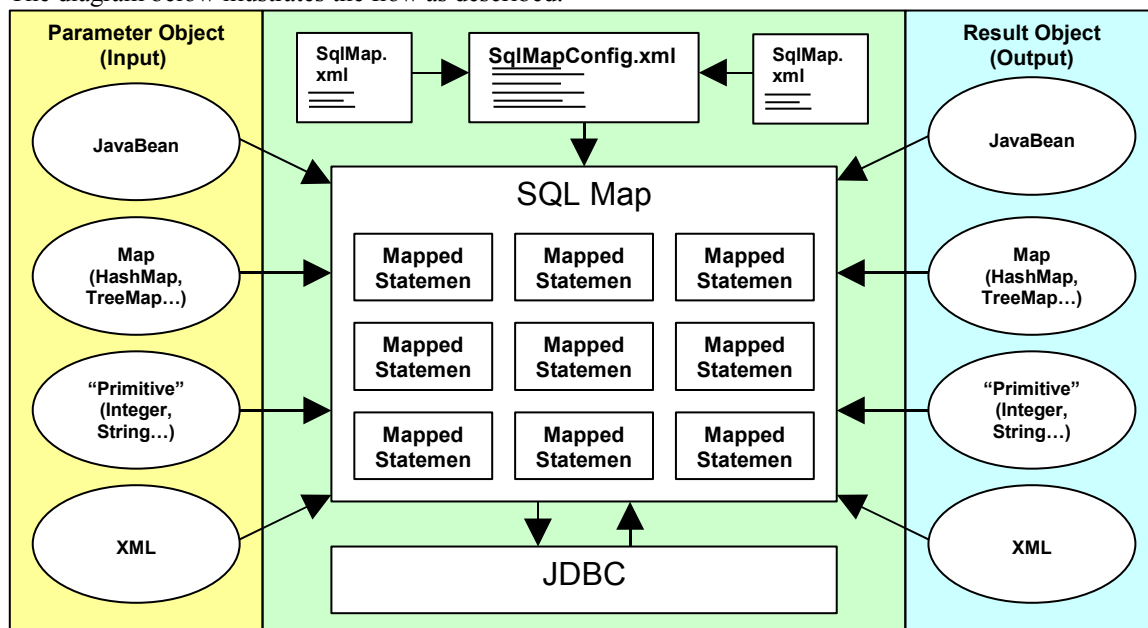 The diagram below illustrates the flow as described.
Parameter Object
(Input)
JavaBean
Map
(HashMap,
TreeMap…)
“Primitive”
(Integer,
String…)
XML
SqlMap.
xml
SqlMapConfig.xml
SqlMap.
xml
SQL Map
Mapped
Statemen
Mapped
Statemen
Mapped
Statemen
Mapped
Statemen
Mapped
Statemen
Mapped
Statemen
Mapped
Statemen
Mapped
Statemen
Mapped
Statemen
JDBC
Result Object
(Output)
JavaBean
Map
(HashMap,
TreeMap…)
“Primitive”
(Integer,
String…)
XML